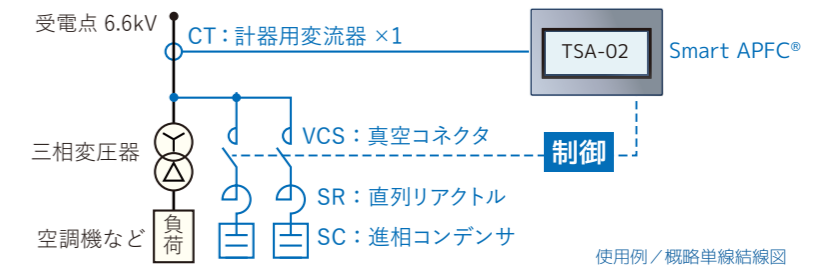 受電点 6.6kV
CT：計器用変流器 ×1
TSA-02
Smart APFC®
VCS：真空コネクタ
制御
三相変圧器
SR：直列リアクトル
空調機など
負荷
SC：進相コンデンサ
使用例／概略単線結線図